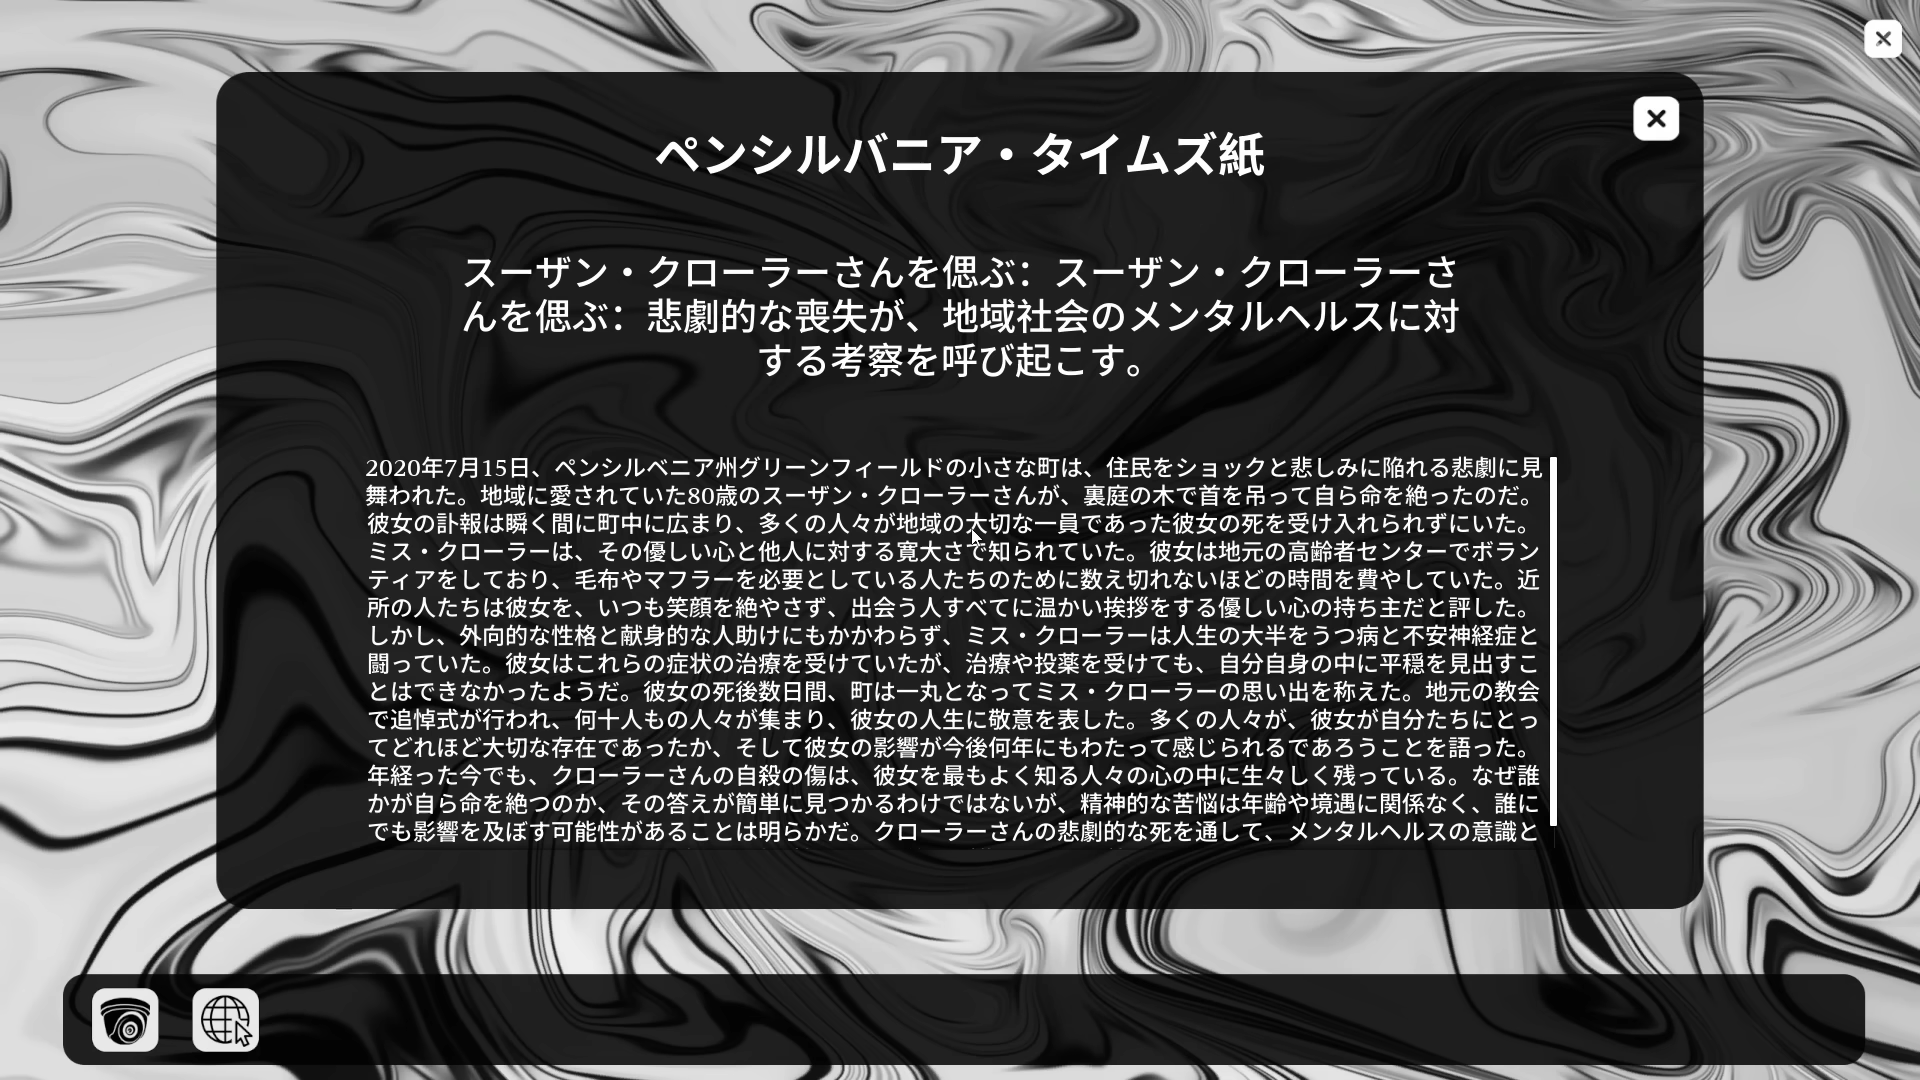 ペンシルバニア・タイムズ紙
スーザン・クローラーさんを偲ぶ：スーザン・クローラーさ
んを偲ぶ：悲劇的な喪失が、地域社会のメンタルヘルスに対
する考察を呼び起こす。
2020年7月15日、ペンシルベニア州グリーンフィールドの小さな町は、住民をショックと悲しみに陥れる悲劇に見
舞われた。地域に愛されていた80歳のスーザン・クローラーさんが、裏庭の木で首を吊って自ら命を絶ったのだ。
彼女の訃報は瞬く間に町中に広まり、多くの人々が地域の大切な一員であった彼女の死を受け入れられずにいた。
ミス・クローラーは、その優しい心と他人に対する寛大さで知られていた。彼女は地元の高齢者センターでボラン
ティアをしており、毛布やマフラーを必要としている人たちのために数え切れないほどの時間を費やしていた。近
所の人たちは彼女を、いつも笑顔を絶やさず、出会う人すべてに温かい挨拶をする優しい心の持ち主だと評した。
しかし、外向的な性格と献身的な人助けにもかかわらず、ミス・クローラーは人生の大半をうつ病と不安神経症と
闘っていた。彼女はこれらの症状の治療を受けていたが、治療や投薬を受けても、自分自身の中に平穏を見出すこ
とはできなかったようだ。彼女の死後数日間、町は一丸となってミス・クローラーの思い出を称えた。地元の教会
で追悼式が行われ、何十人もの人々が集まり、彼女の人生に敬意を表した。多くの人々が、彼女が自分たちにとっ
てどれほど大切な存在であったか、そして彼女の影響が今後何年にもわたって感じられるであろうことを語った。
年経った今でも、クローラーさんの自殺の傷は、彼女を最もよく知る人々の心の中に生々しく残っている。なぜ誰
かが自ら命を絶つのか、その答えが簡単に見つかるわけではないが、精神的な苦悩は年齢や境遇に関係なく、誰に
でも影響を及ぼす可能性があることは明らかだ。クローラーさんの悲劇的な死を通して、メンタルヘルスの意識と